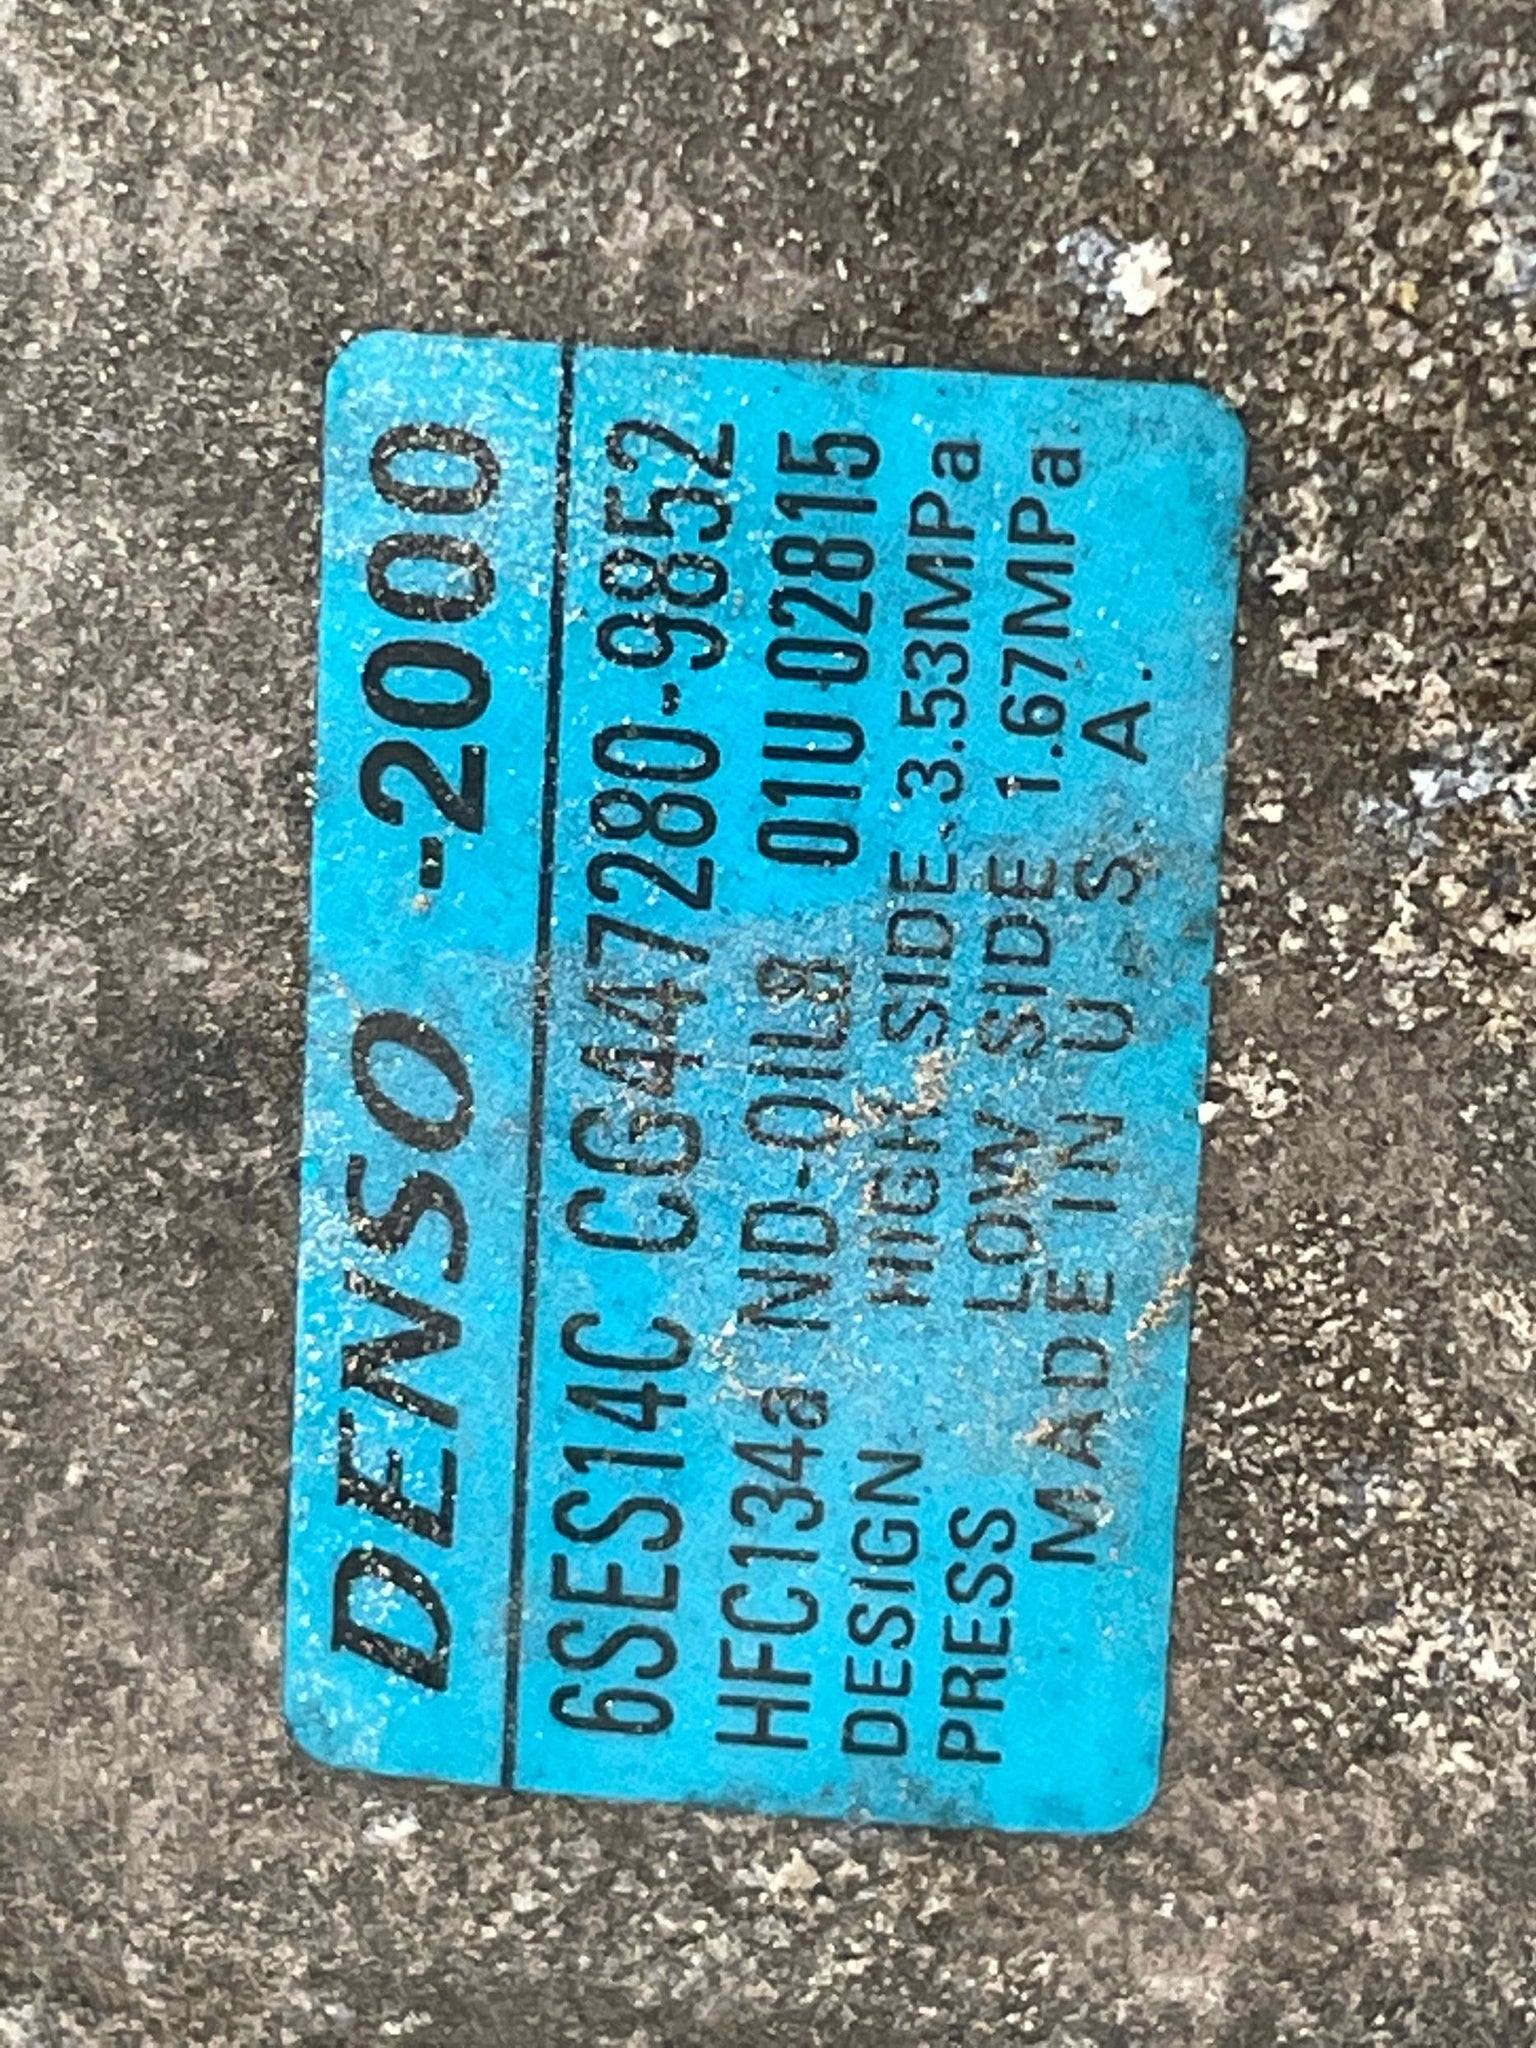 DENSO -2000
6SES14C CG447280-9852
HFC134a ND-OIL8 01U02815
DESIGN HIGH SIDE 3.53MPa
PRESS LOW SIDE 1.67MPa
MADE IN U.S.A.